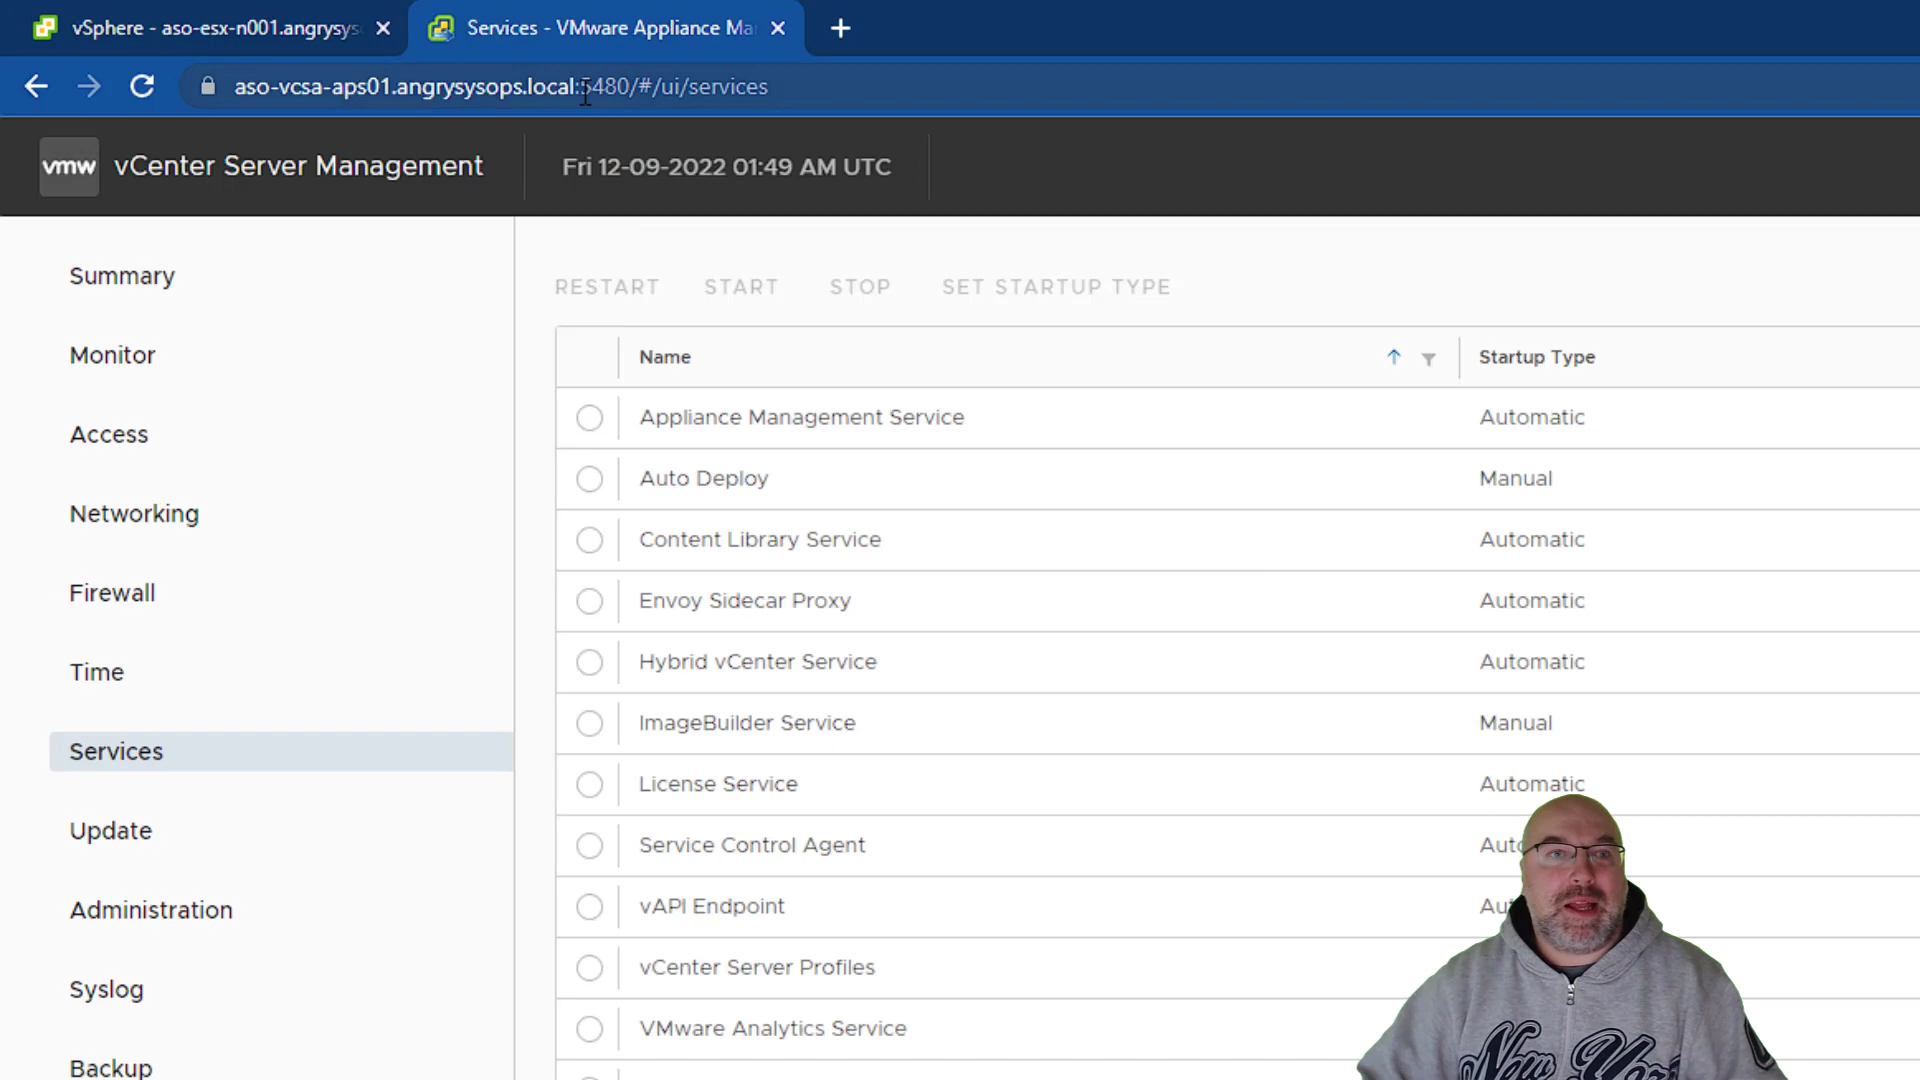 vSphere - aso-esx-n001.angrysys
Services - VMware Appliance Ma
aso-vcsa-aps01.angrysysops.local:5480/#/ui/services
vmw vCenter Server Management
Fri 12-09-2022 01:49 AM UTC
Summary
Monitor
Access
Networking
Firewall
Time
Services
Update
Administration
Syslog
Backup
RESTART START STOP SET STARTUP TYPE
Name Startup Type
Appliance Management Service Automatic
Auto Deploy Manual
Content Library Service Automatic
Envoy Sidecar Proxy Automatic
Hybrid vCenter Service Automatic
ImageBuilder Service Manual
License Service Automatic
Service Control Agent Auto
vAPI Endpoint Aut
vCenter Server Profiles
VMware Analytics Service
New York